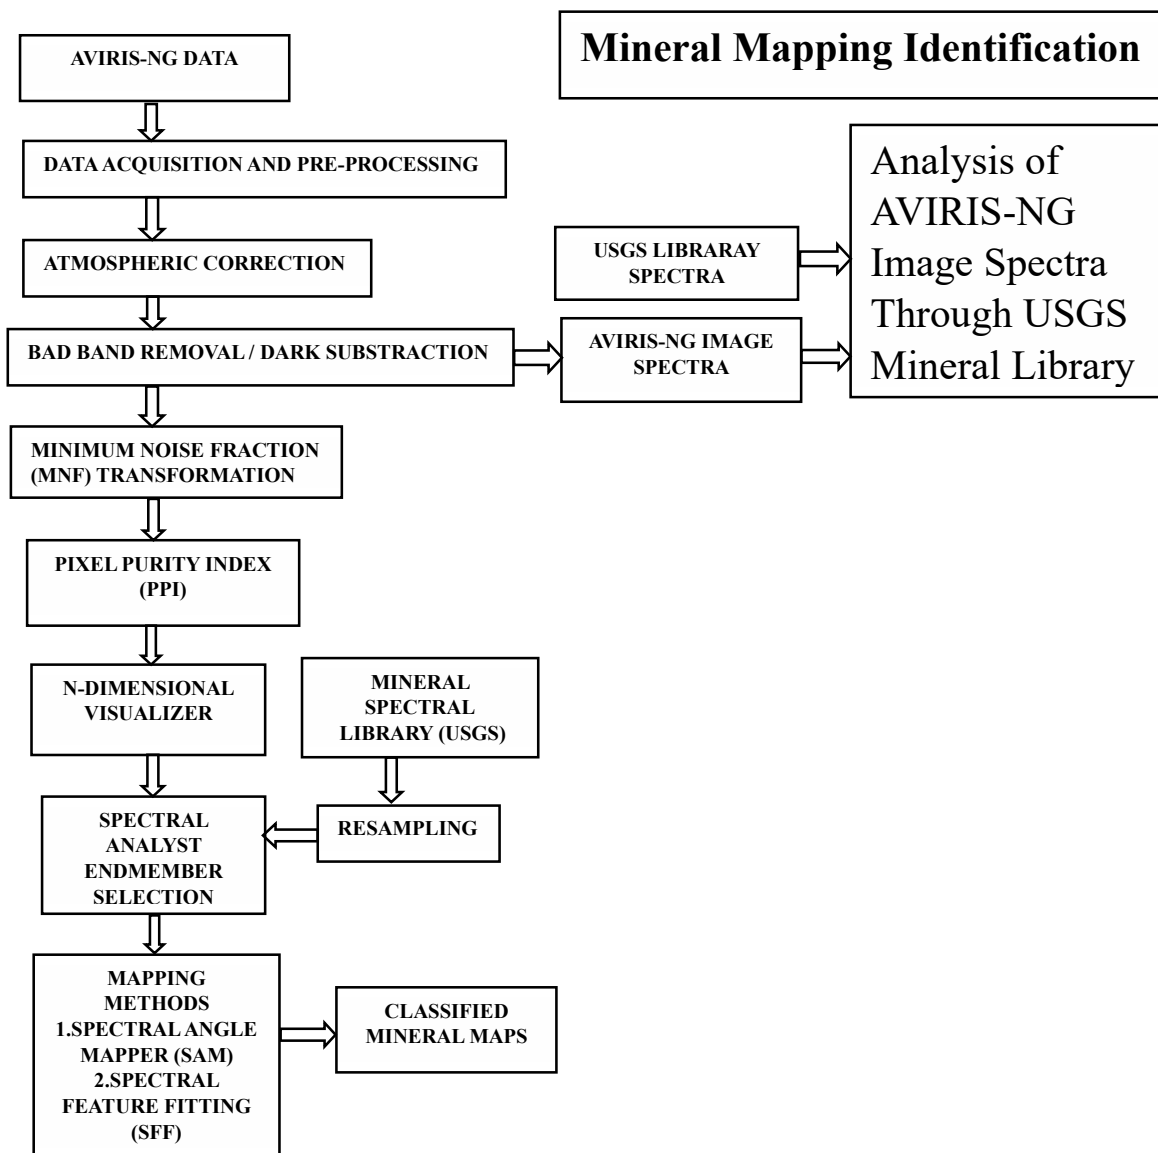 Mineral Mapping Identification
AVIRIS-NG DATA
DATA ACQUISITION AND PRE-PROCESSING
ATMOSPHERIC CORRECTION
BAD BAND REMOVAL / DARK SUBSTRACTION
USGS LIBRARAY
SPECTRA
AVIRIS-NG IMAGE
SPECTRA
Analysis of
AVIRIS-NG
Image Spectra
Through USGS
Mineral Library
MINIMUM NOISE FRACTION
(MNF) TRANSFORMATION
PIXEL PURITY INDEX
(PPI)
N-DIMENSIONAL
VISUALIZER
MINERAL
SPECTRAL
LIBRARY (USGS)
RESAMPLING
SPECTRAL
ANALYST
ENDMEMBER
SELECTION
MAPPING
METHODS
1.SPECTRAL ANGLE
MAPPER (SAM)
2.SPECTRAL
FEATURE FITTING
(SFF)
CLASSIFIED
MINERAL MAPS